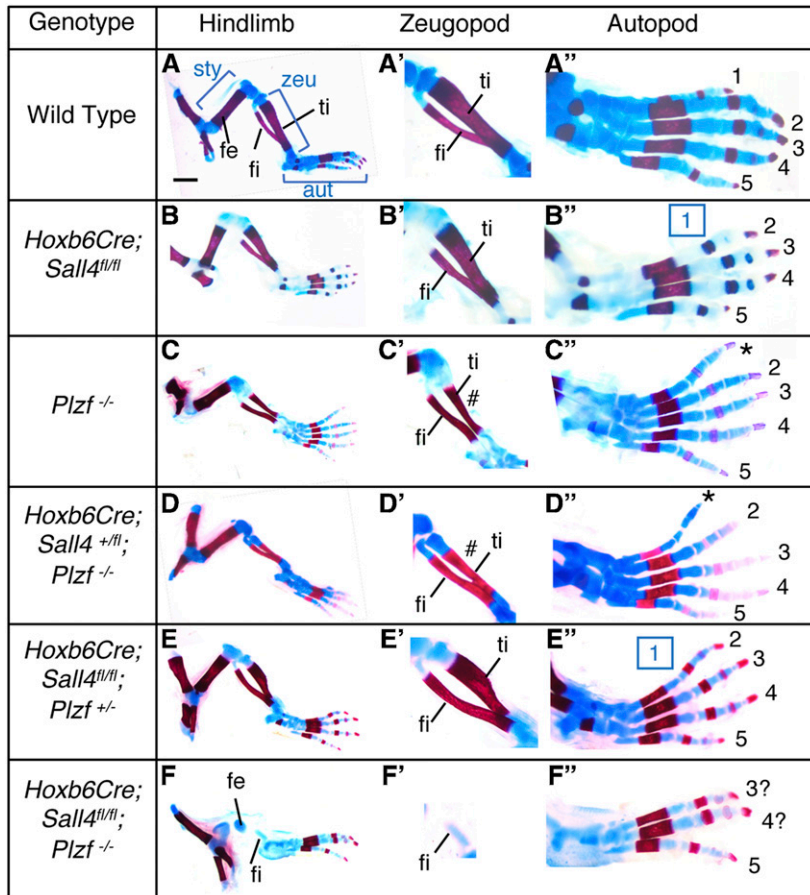 Genotype Hindlimb Zeugopod Autopod
Wild Type
A sty zeu ti fe fi aut
A' ti fi
A'' 1 2 3 4 5
Hoxb6Cre;
Sall4fl/fl
B
B' ti fi
B'' 1 2 3 4 5
Plzf -/-
C
C' ti # fi
C'' * 2 3 4 5
Hoxb6Cre;
Sall4 +/fl;
Plzf -/-
D
D' # ti fi
D'' * 2 3 4 5
Hoxb6Cre;
Sall4fl/fl;
Plzf +/-
E
E' ti fi
E'' 1 2 3 4 5
Hoxb6Cre;
Sall4fl/fl;
Plzf -/-
F fe fi
F' fi
F'' 3? 4? 5